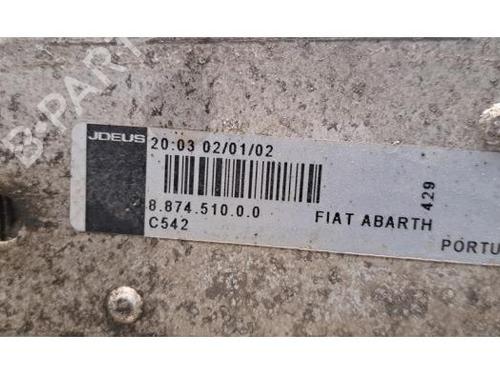 B-PARTS
JDEUS 20:03 02/01/02
8.874.510.0.0
FIAT ABARTH 429
C542
PORTU